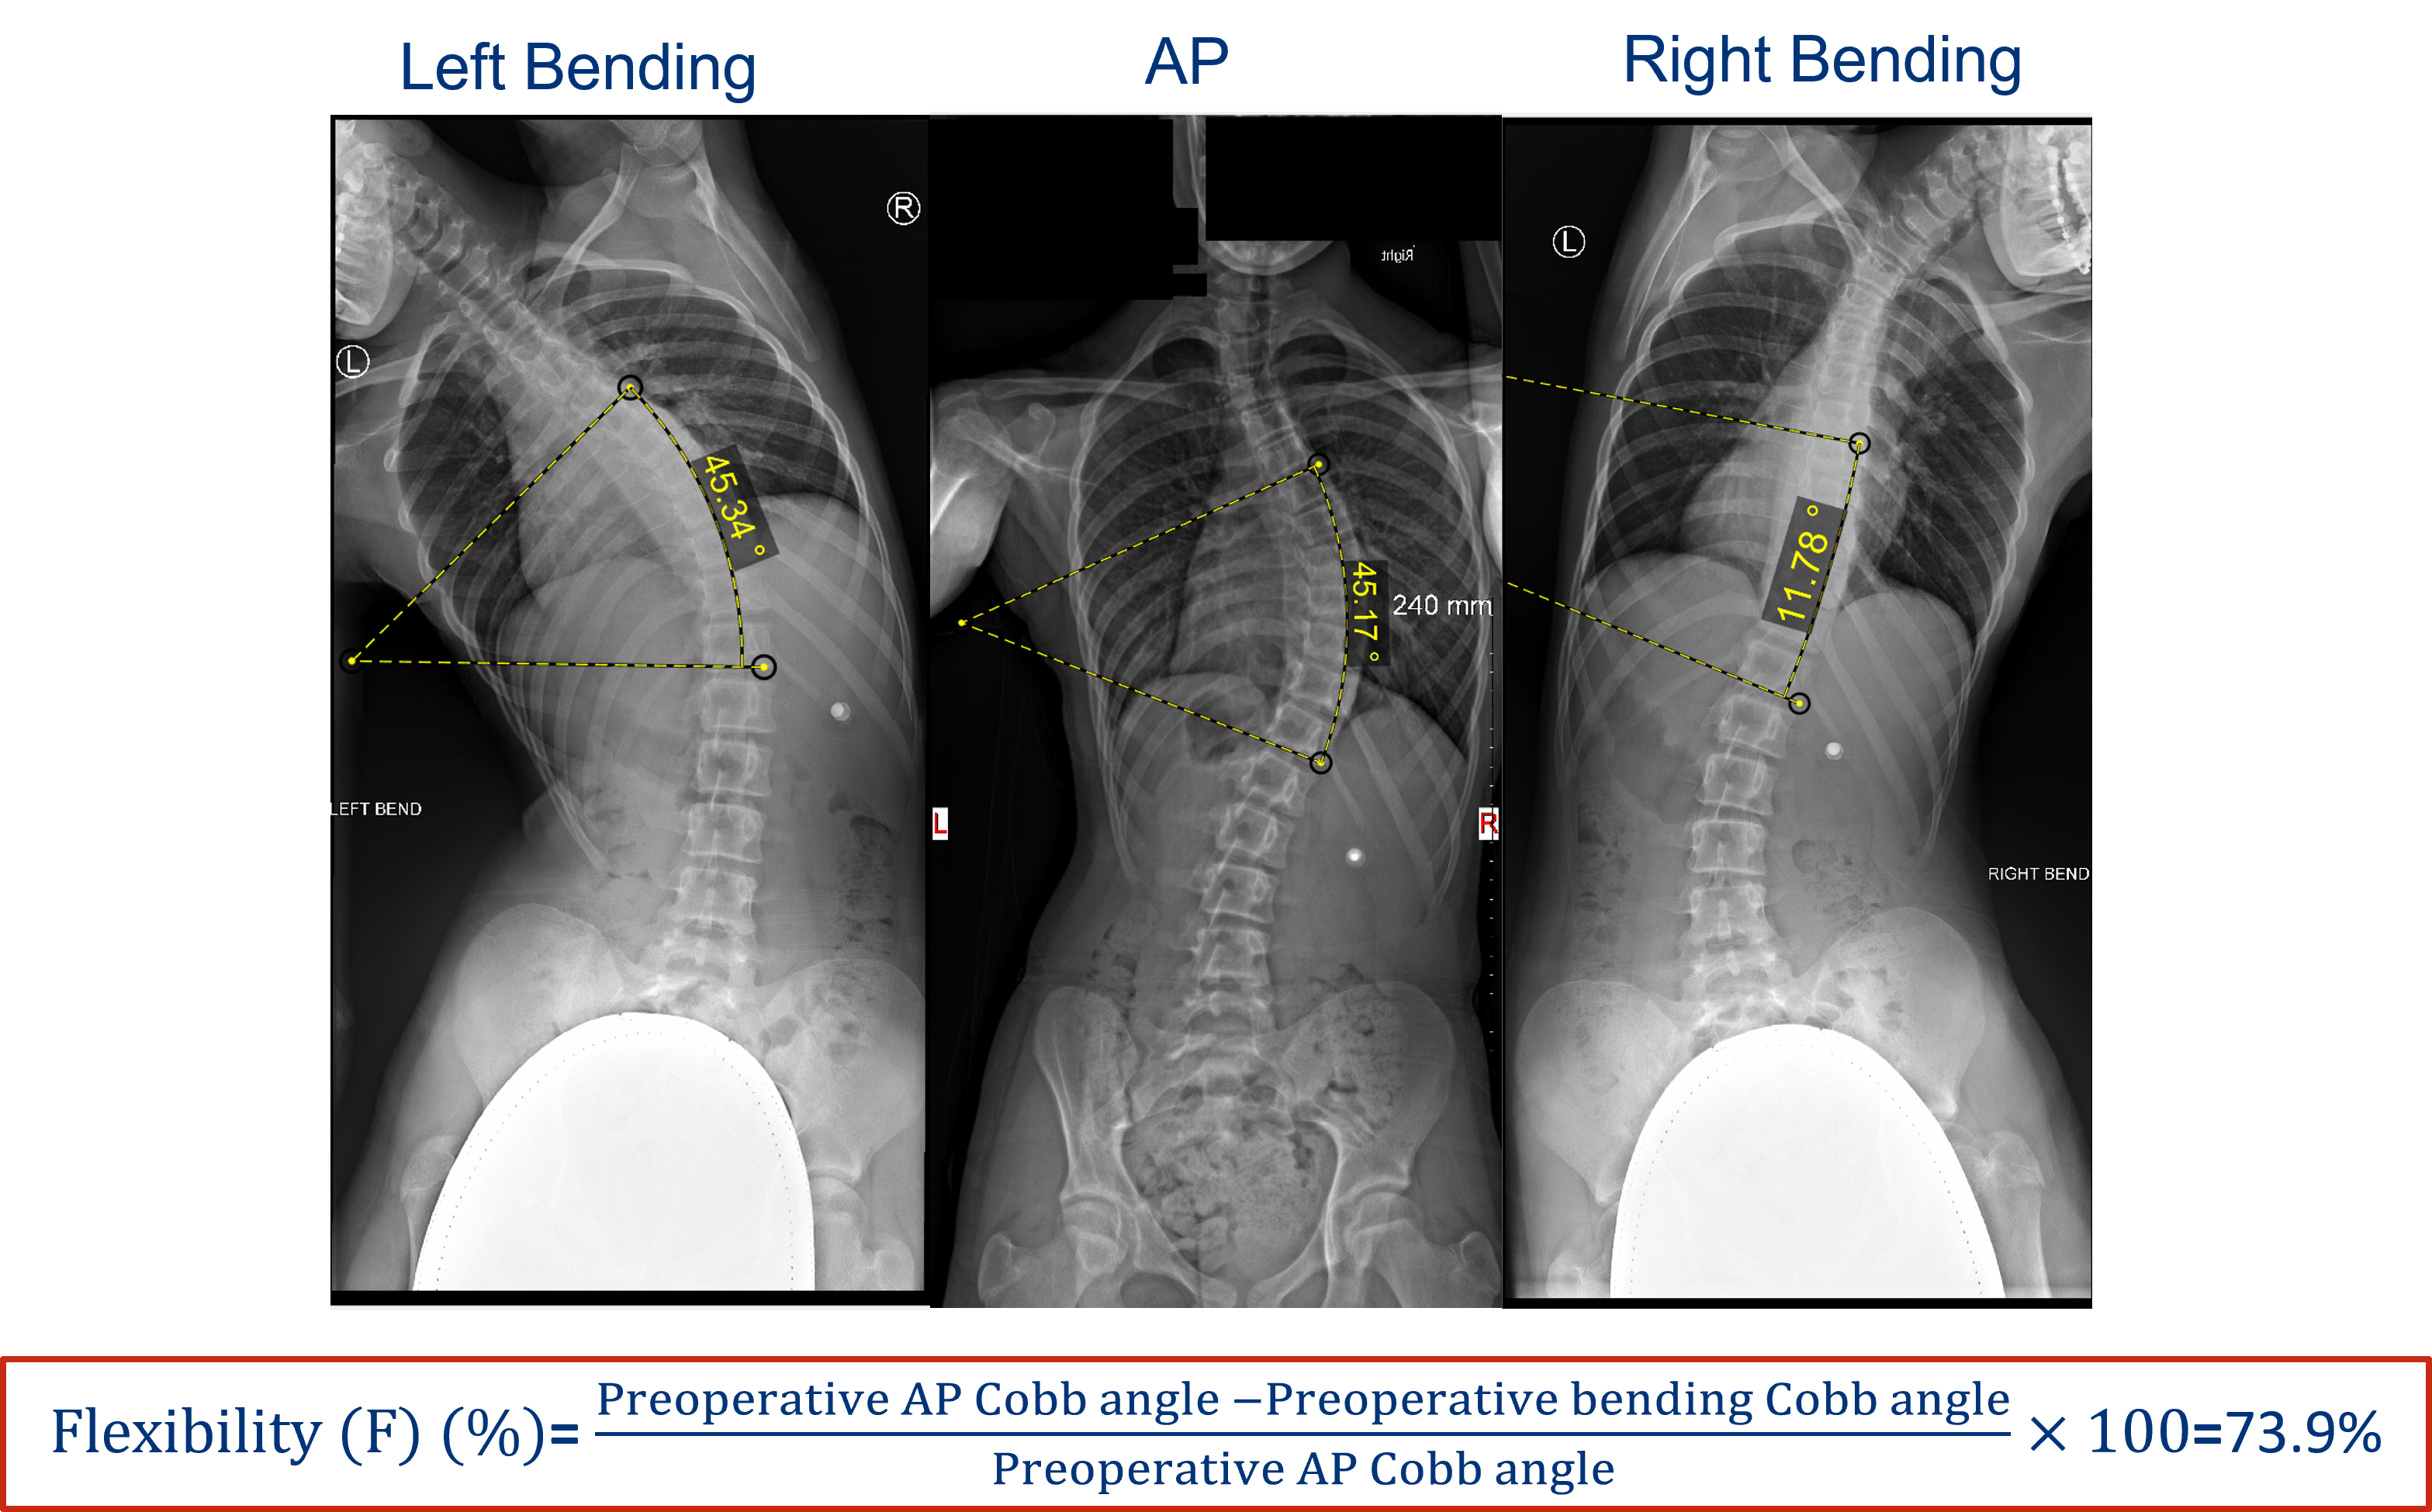 Left Bending
AP
Right Bending
R
Right
L
L
45.34 °
45.17 °
240 mm
11.78 °
LEFT BEND
L
R
RIGHT BEND
Flexibility (F) (%)= Preoperative AP Cobb angle −Preoperative bending Cobb angle
Preoperative AP Cobb angle
× 100=73.9%